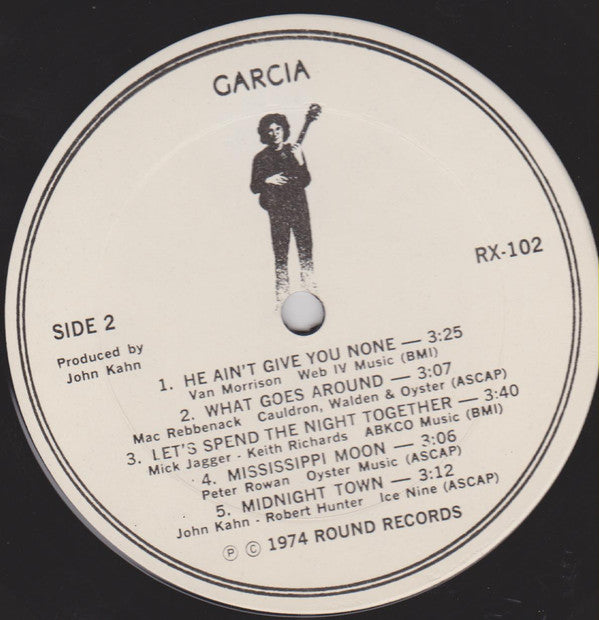 GARCIA
RX-102
SIDE 2
Produced by
John Kahn
1. HE AIN'T GIVE YOU NONE — 3:25
Van Morrison Web IV Music (BMI)
2. WHAT GOES AROUND — 3:07
Mac Rebbenack Cauldron, Walden & Oyster (ASCAP)
3. LET'S SPEND THE NIGHT TOGETHER — 3:40
Mick Jagger - Keith Richards ABKCO Music (BMI)
4. MISSISSIPPI MOON — 3:06
Peter Rowan Oyster Music (ASCAP)
5. MIDNIGHT TOWN — 3:12
John Kahn - Robert Hunter Ice Nine (ASCAP)
℗ © 1974 ROUND RECORDS